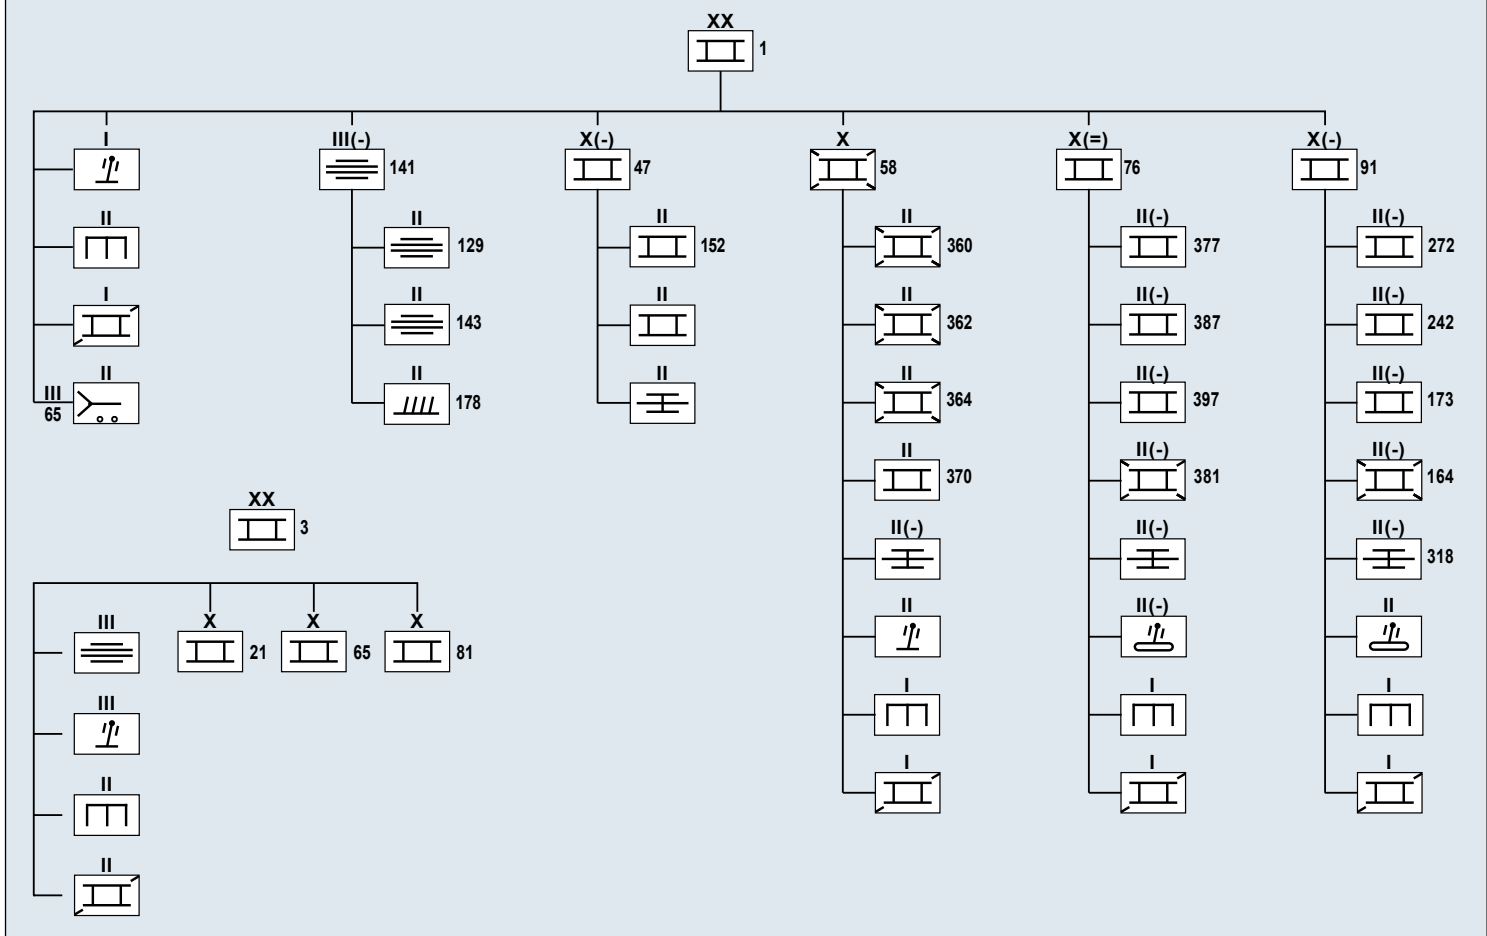 XX
1
I
III(-)
X(-)
X
X(=)
X(-)
141
47
58
76
91
II
II
II
II
II(-)
II(-)
129
152
360
377
272
I
II
II
II
II(-)
II(-)
143
362
387
242
II
II
II
II
II(-)
II(-)
III
65
178
364
397
173
II
II(-)
II(-)
370
381
164
XX
3
II(-)
II(-)
II(-)
318
III
X
X
X
II
II(-)
II
21
65
81
III
I
I
I
II
I
I
I
II